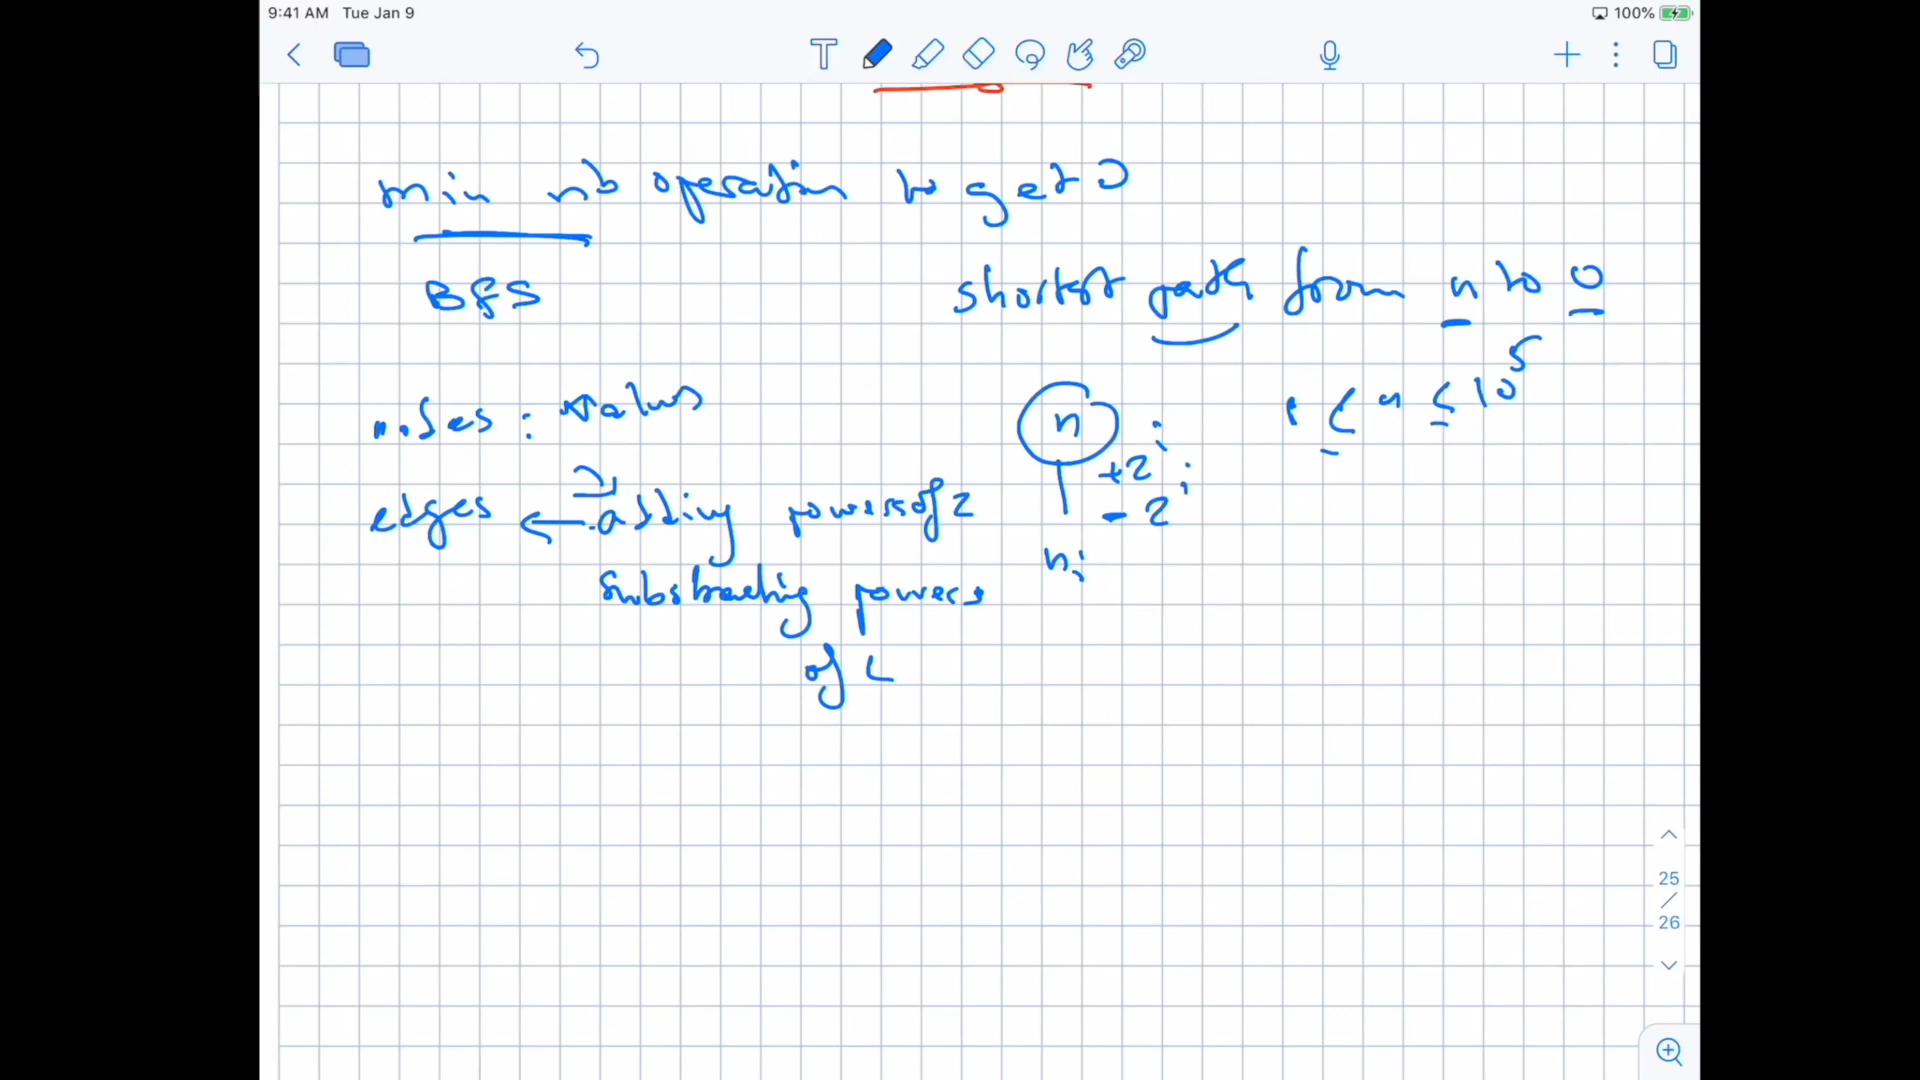 9:41 AM Tue Jan 9
100%
min nb operation to get 0
BFS
shortest path from n to 0
nodes : values
n
1 ≤ n ≤ 10^5
+2^i
edges adding powers of 2
- 2^i
n_i
substracting powers
of 2
25
/
26